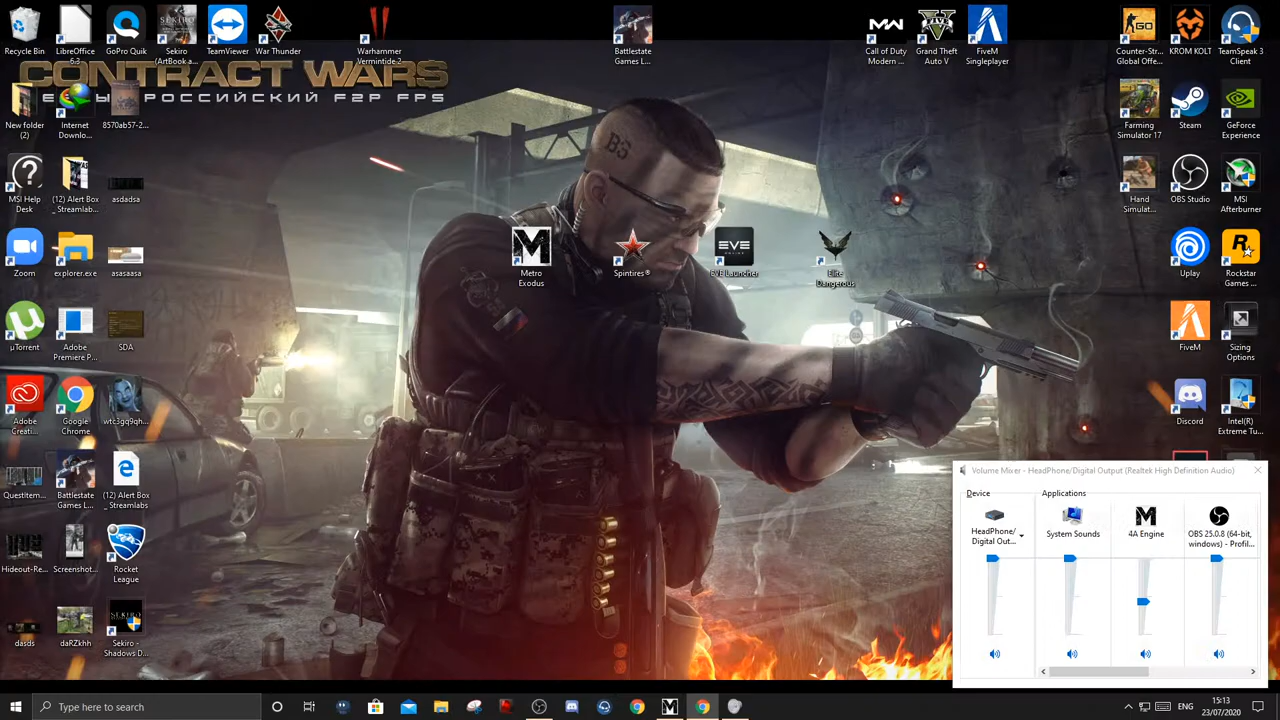 Recycle Bin
LibreOffice 6.3
GoPro Quik
SEKIRO
Sekiro (ArtBook a...
TeamViewer
War Thunder
Warhammer Vermintide 2
Battlestate Games L...
MW
Call of Duty Modern ...
Grand Theft Auto V
FiveM Singleplayer
GO
Counter-Str... Global Offe...
KROM KOLT
TeamSpeak 3 Client
CONTRACT WARS
РОССИЙСКИЙ F2P FPS
New folder (2)
Internet Downlo...
8570ab57-2...
BS
Farming Simulator 17
Steam
GeForce Experience
MSI Help Desk
(12) Alert Box _ Streamlab...
asdadsa
Hand Simulat...
OBS Studio
MSI Afterburner
Zoom
explorer.exe
asasaasa
Metro Exodus
Spintires®
EVE
EVE Launcher
Elite Dangerous
Uplay
Rockstar Games ...
µTorrent
Adobe Premiere P...
SDA
FiveM
Sizing Options
Adobe Creati...
Google Chrome
wtc3gq9qh...
Discord
Intel(R) Extreme Tu...
Questitem...
Battlestate Games L...
(12) Alert Box _ Streamlabs
Hideout-Re...
Screenshot...
Rocket League
dasds
daRZkhh
SEKIRO
Sekiro - Shadows D...
Volume Mixer - HeadPhone/Digital Output (Realtek High Definition Audio)
Device
Applications
HeadPhone/ Digital Out...
System Sounds
4A Engine
OBS 25.0.8 (64-bit, windows) - Profil...
Type here to search
ENG
15:13
23/07/2020